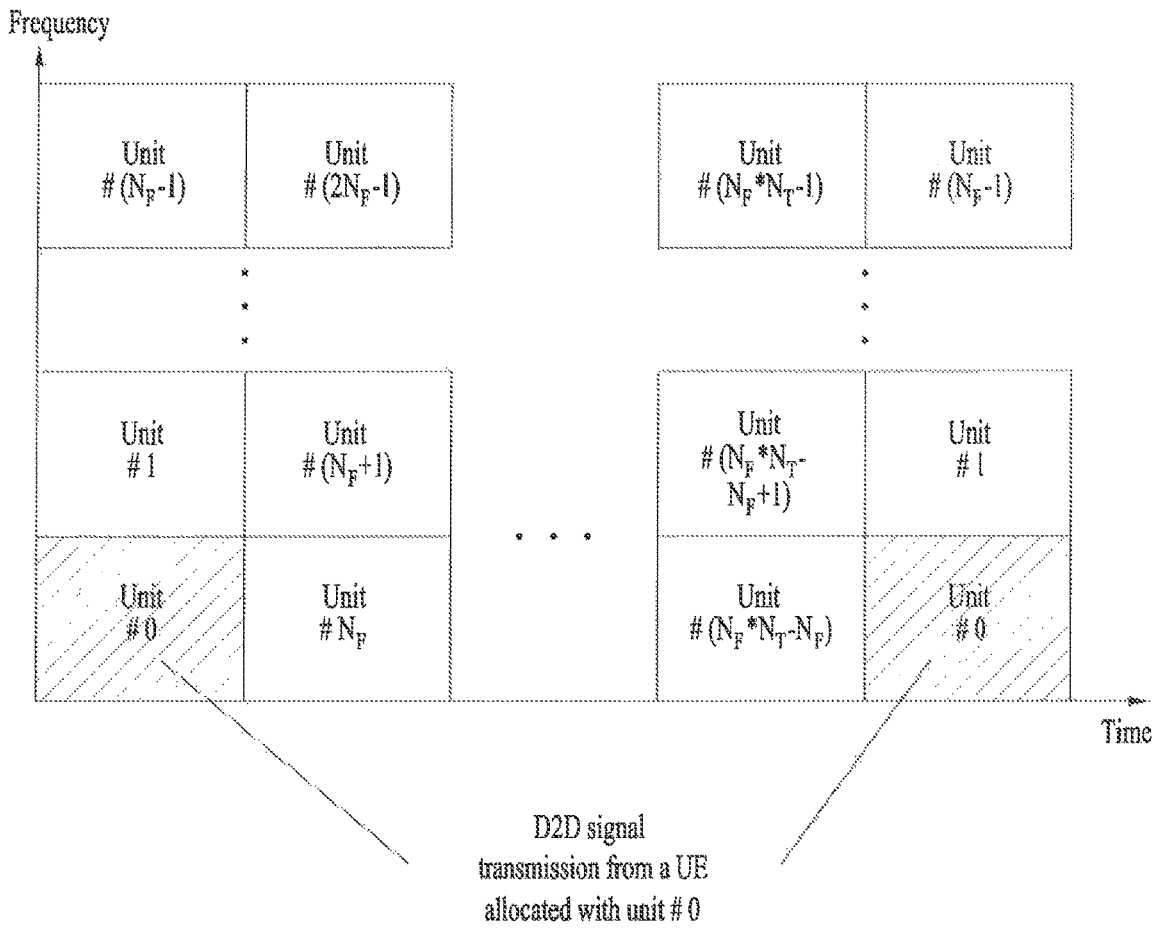 Frequency
Unit
# (N_F-1)
Unit
# (2N_F-1)
Unit
# (N_F*N_T-1)
Unit
# (N_F-1)
Unit
# 1
Unit
# (N_F+1)
Unit
# (N_F*N_T-
N_F+1)
Unit
# 1
Unit
# 0
Unit
# N_F
Unit
# (N_F*N_T-N_F)
Unit
# 0
Time
D2D signal
transmission from a UE
allocated with unit # 0